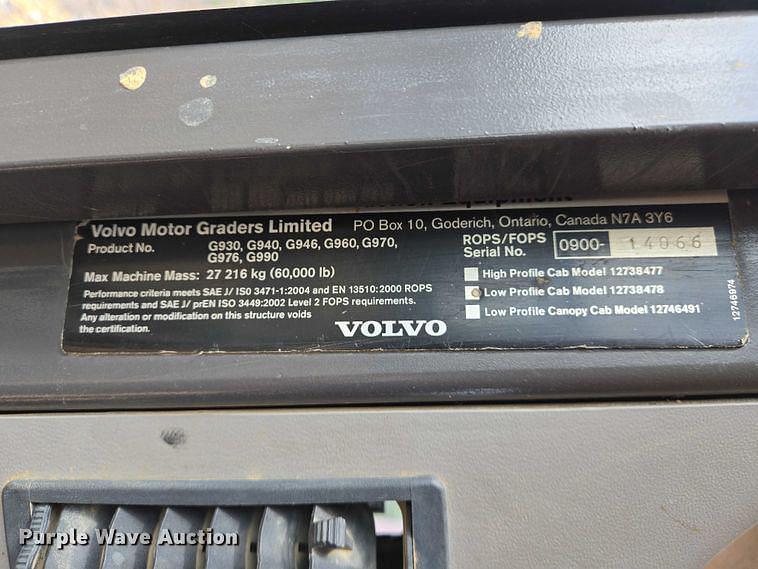 Equipment
Volvo Motor Graders Limited PO Box 10, Goderich, Ontario, Canada N7A 3Y6
Product No. G930, G940, G946, G960, G970,
G976, G990
ROPS/FOPS
Serial No. 0900- 14066
Max Machine Mass: 27 216 kg (60,000 lb)
Performance criteria meets SAE J/ ISO 3471-1:2004 and EN 13510:2000 ROPS
requirements and SAE J/ prEN ISO 3449:2002 Level 2 FOPS requirements.
Any alteration or modification on this structure voids
the certification.
High Profile Cab Model 12738477
Low Profile Cab Model 12738478
Low Profile Canopy Cab Model 12746491
VOLVO
12746974
Purple Wave Auction